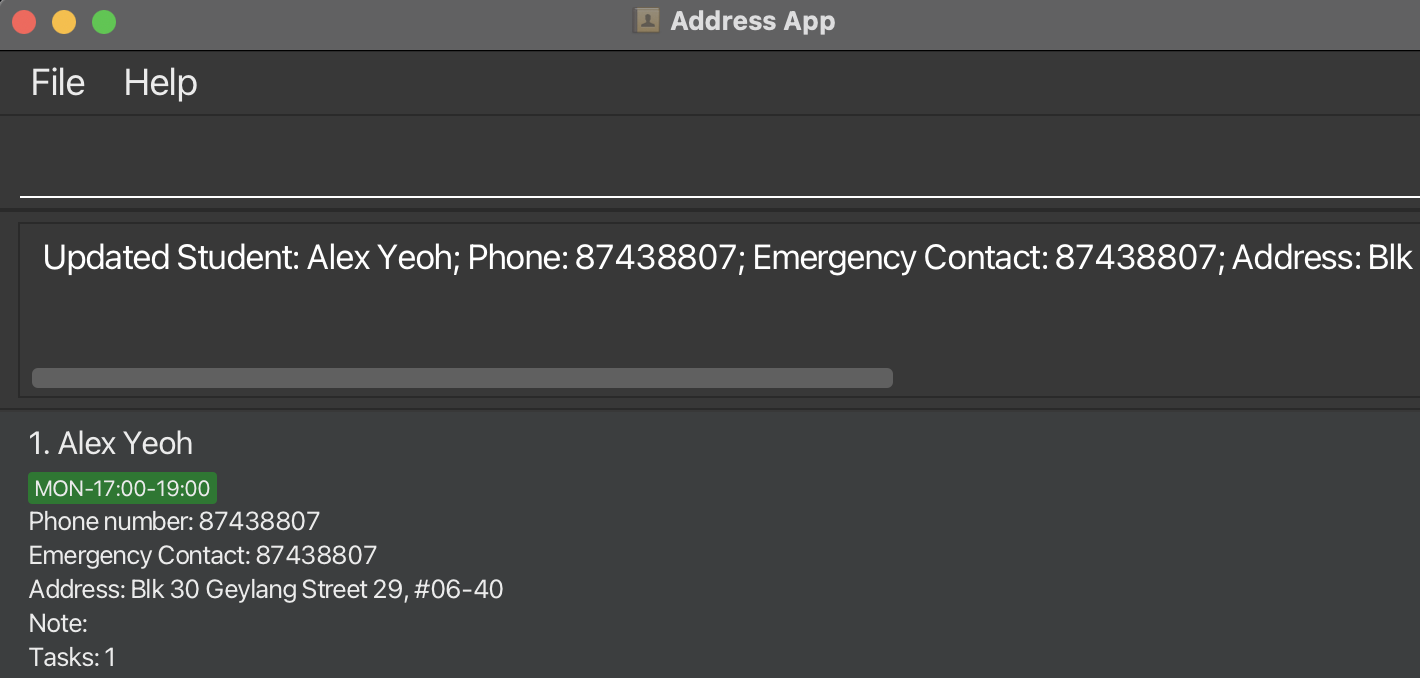 Address App
File Help
Updated Student: Alex Yeoh; Phone: 87438807; Emergency Contact: 87438807; Address: Blk
1. Alex Yeoh
MON-17:00-19:00
Phone number: 87438807
Emergency Contact: 87438807
Address: Blk 30 Geylang Street 29, #06-40
Note:
Tasks: 1